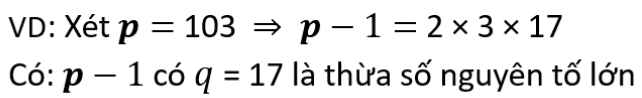 VD: Xét p = 103 ⇒ p − 1 = 2 × 3 × 17
Có: p − 1 có q = 17 là thừa số nguyên tố lớn